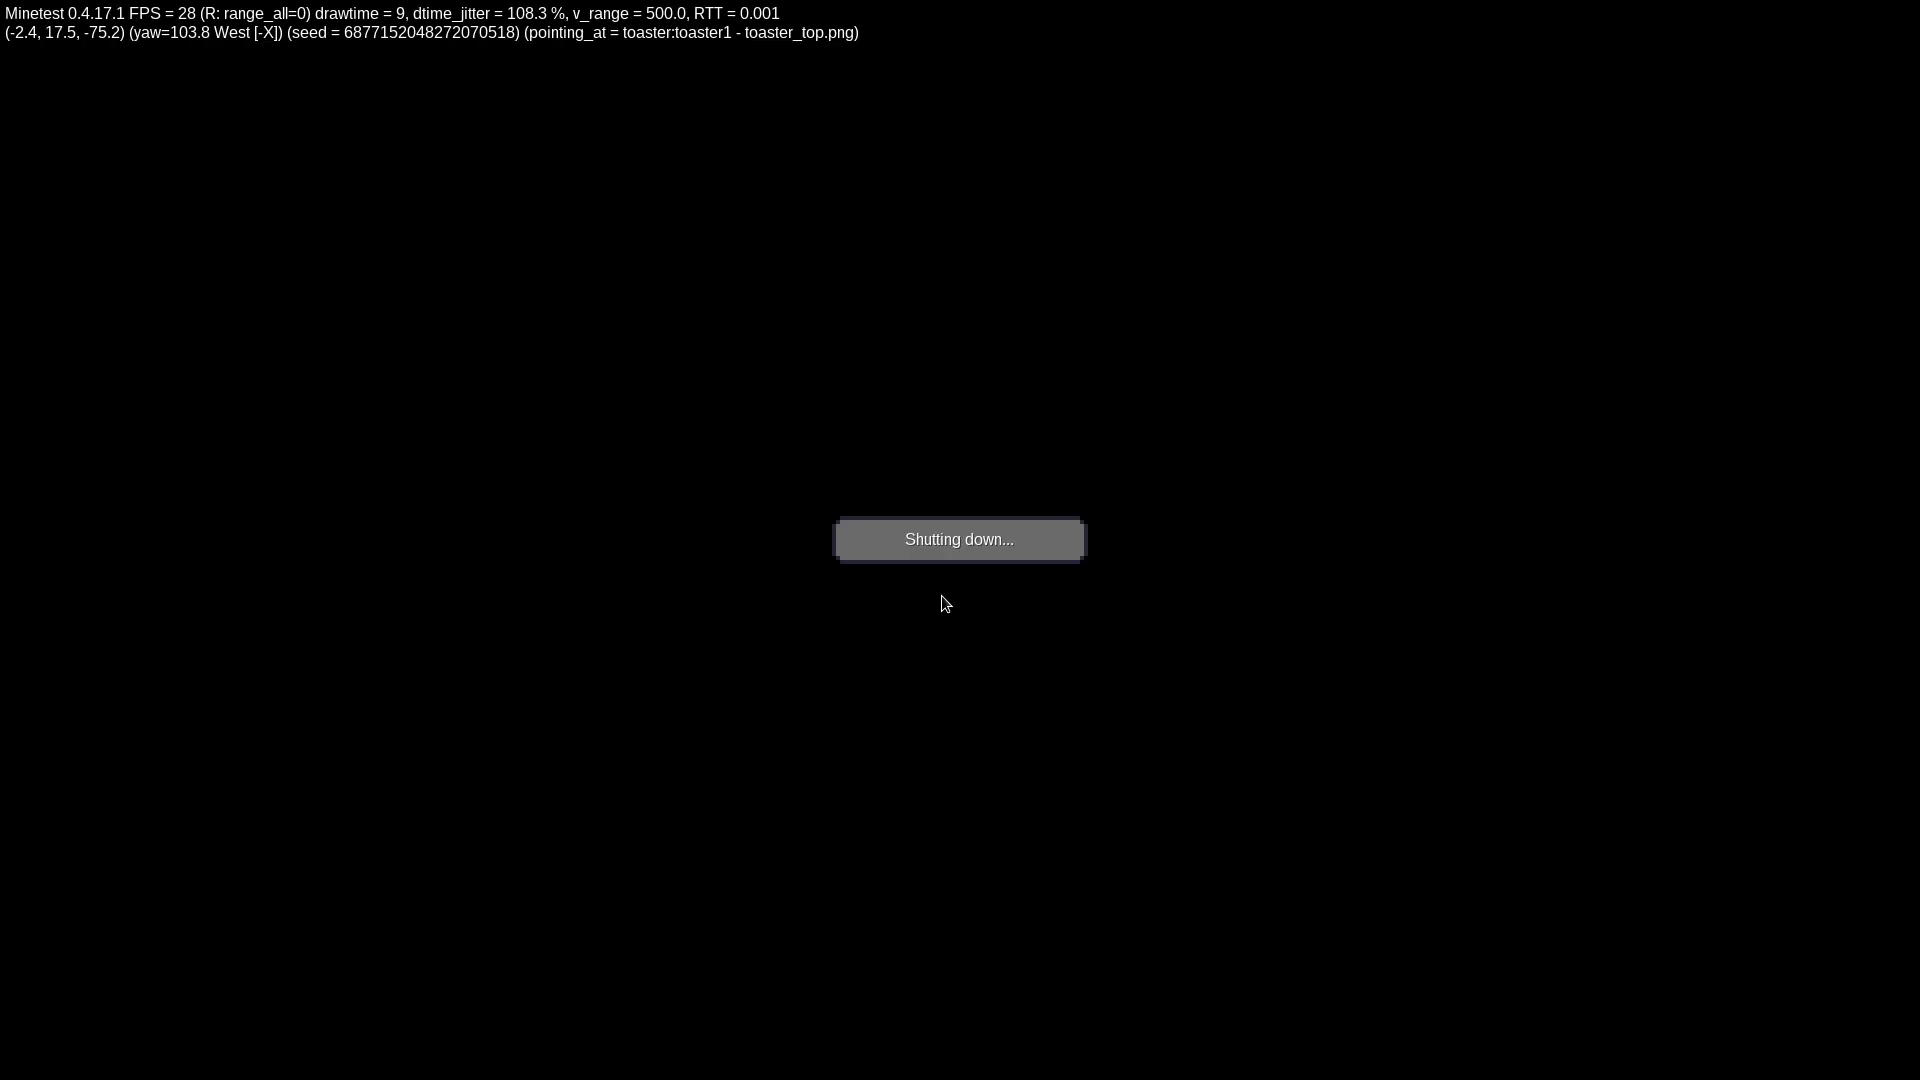 Minetest 0.4.17.1 FPS = 28 (R: range_all=0) drawtime = 9, dtime_jitter = 108.3 %, v_range = 500.0, RTT = 0.001
(-2.4, 17.5, -75.2) (yaw=103.8 West [-X]) (seed = 6877152048272070518) (pointing_at = toaster:toaster1 - toaster_top.png)
Shutting down...